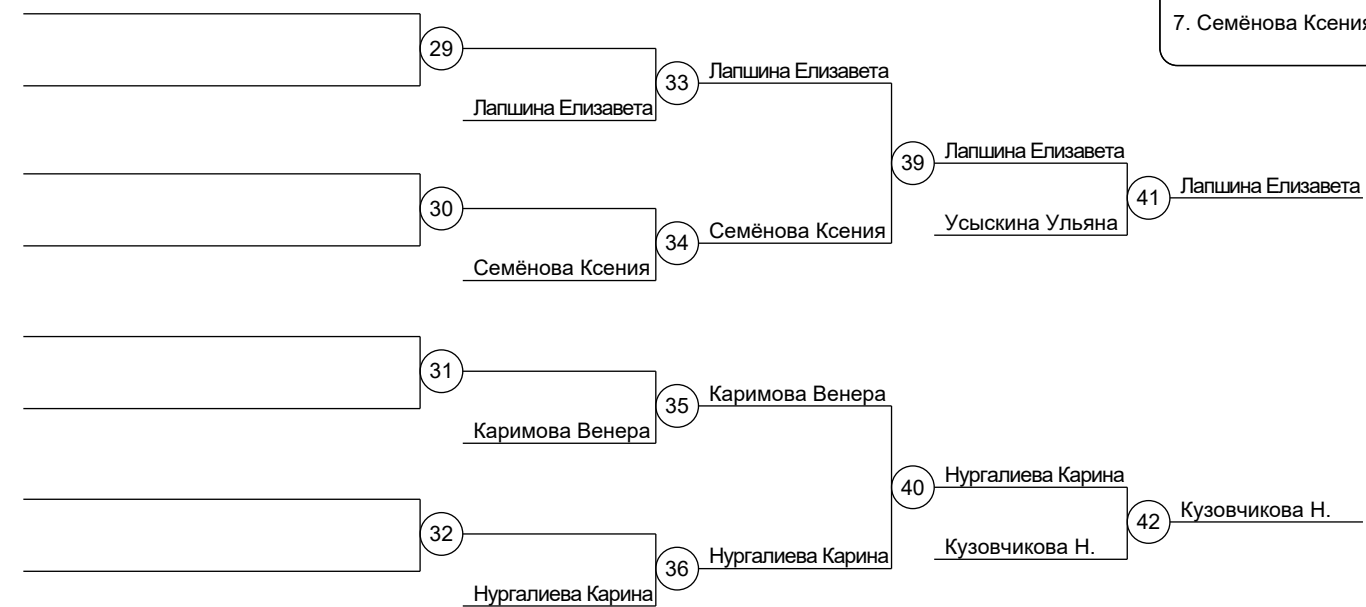 7. Семёнова Ксения
29
33
Лапшина Елизавета
Лапшина Елизавета
39
Лапшина Елизавета
41
Лапшина Елизавета
30
34
Семёнова Ксения
Усыскина Ульяна
Семёнова Ксения
31
35
Каримова Венера
Каримова Венера
40
Нургалиева Карина
42
Кузовчикова Н.
32
36
Нургалиева Карина
Кузовчикова Н.
Нургалиева Карина